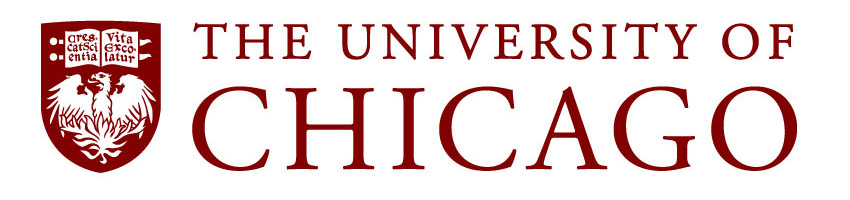 Cres.
catSci
entia
Vita
Exco-
latur
THE UNIVERSITY OF
CHICAGO